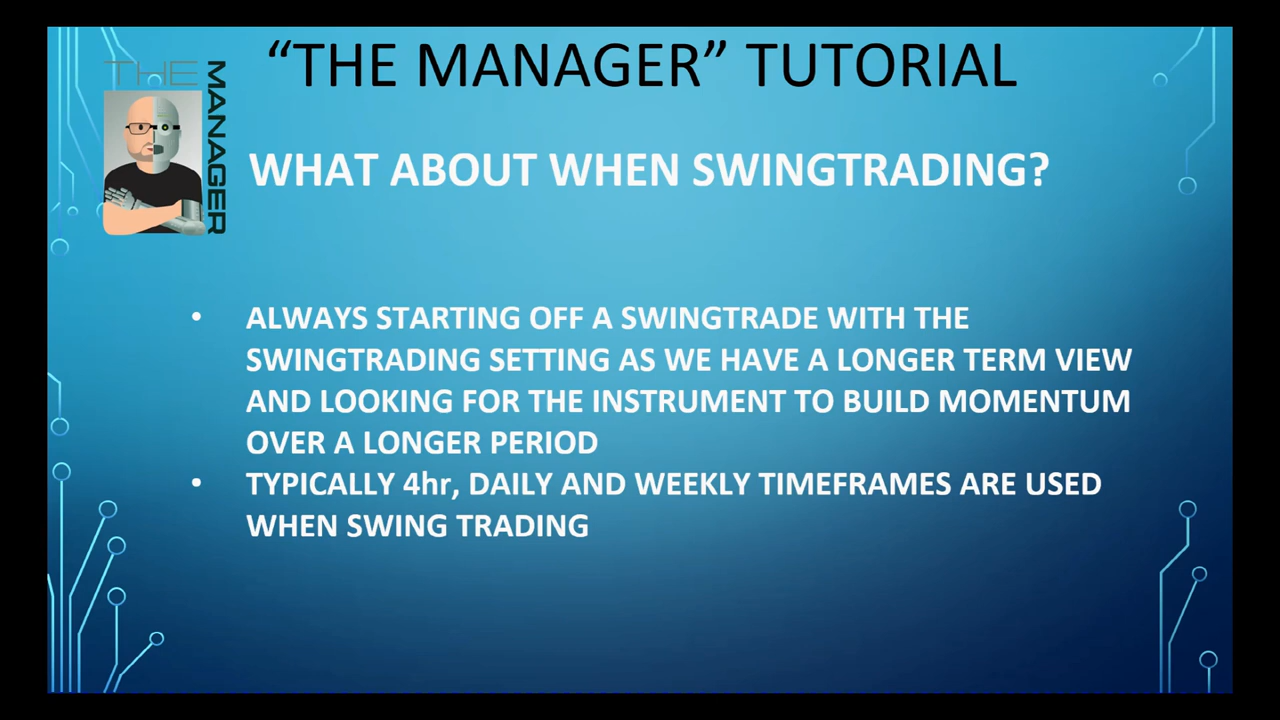 “THE MANAGER” TUTORIAL
THE
MANAGER
WHAT ABOUT WHEN SWINGTRADING?
• ALWAYS STARTING OFF A SWINGTRADE WITH THE
SWINGTRADING SETTING AS WE HAVE A LONGER TERM VIEW
AND LOOKING FOR THE INSTRUMENT TO BUILD MOMENTUM
OVER A LONGER PERIOD
• TYPICALLY 4hr, DAILY AND WEEKLY TIMEFRAMES ARE USED
WHEN SWING TRADING